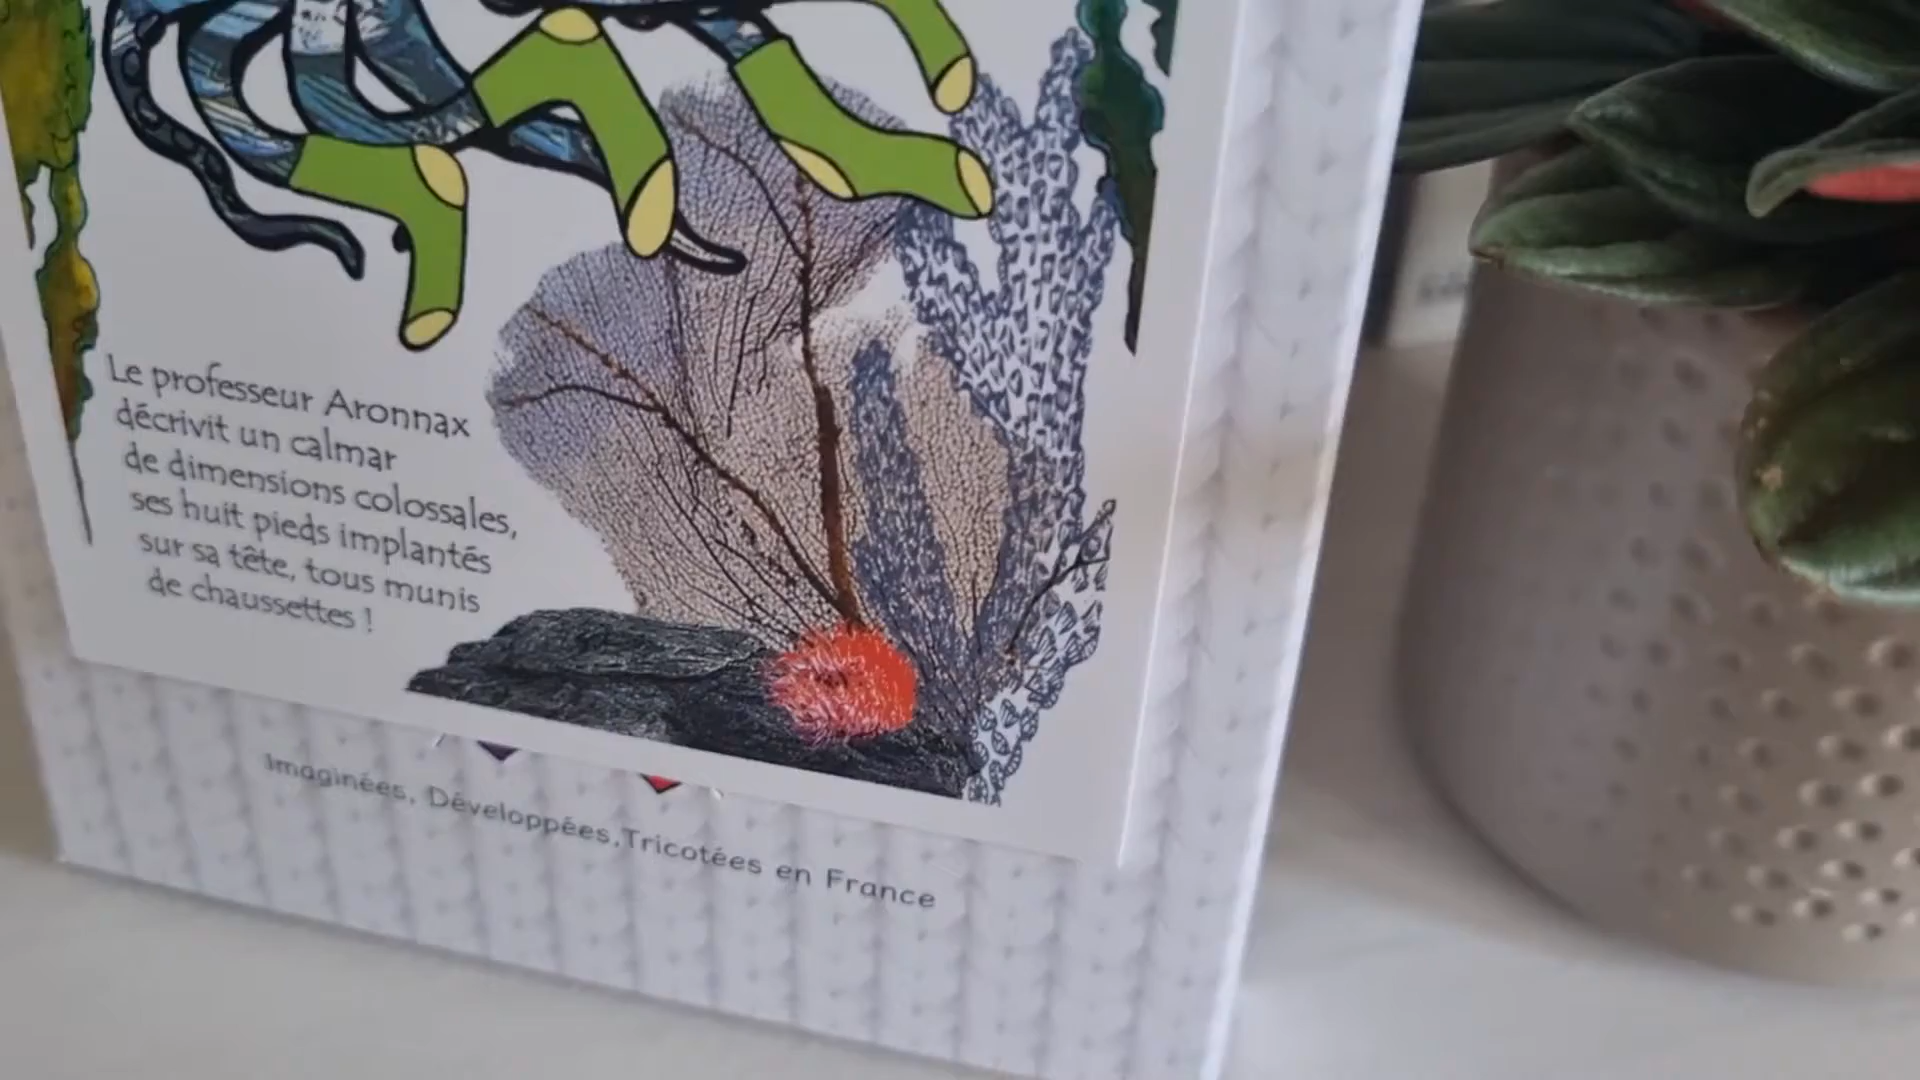 Le professeur Aronnax
décrivit un calmar
de dimensions colossales,
ses huit pieds implantés
sur sa tête, tous munis
de chaussettes !
Imaginées, Développées,Tricotées en France